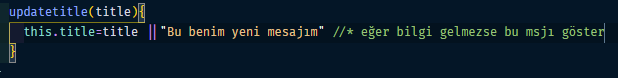 updatetitle(title){
this.title=title || "Bu benim yeni mesajım" //* eğer bilgi gelmezse bu msjı göster
}